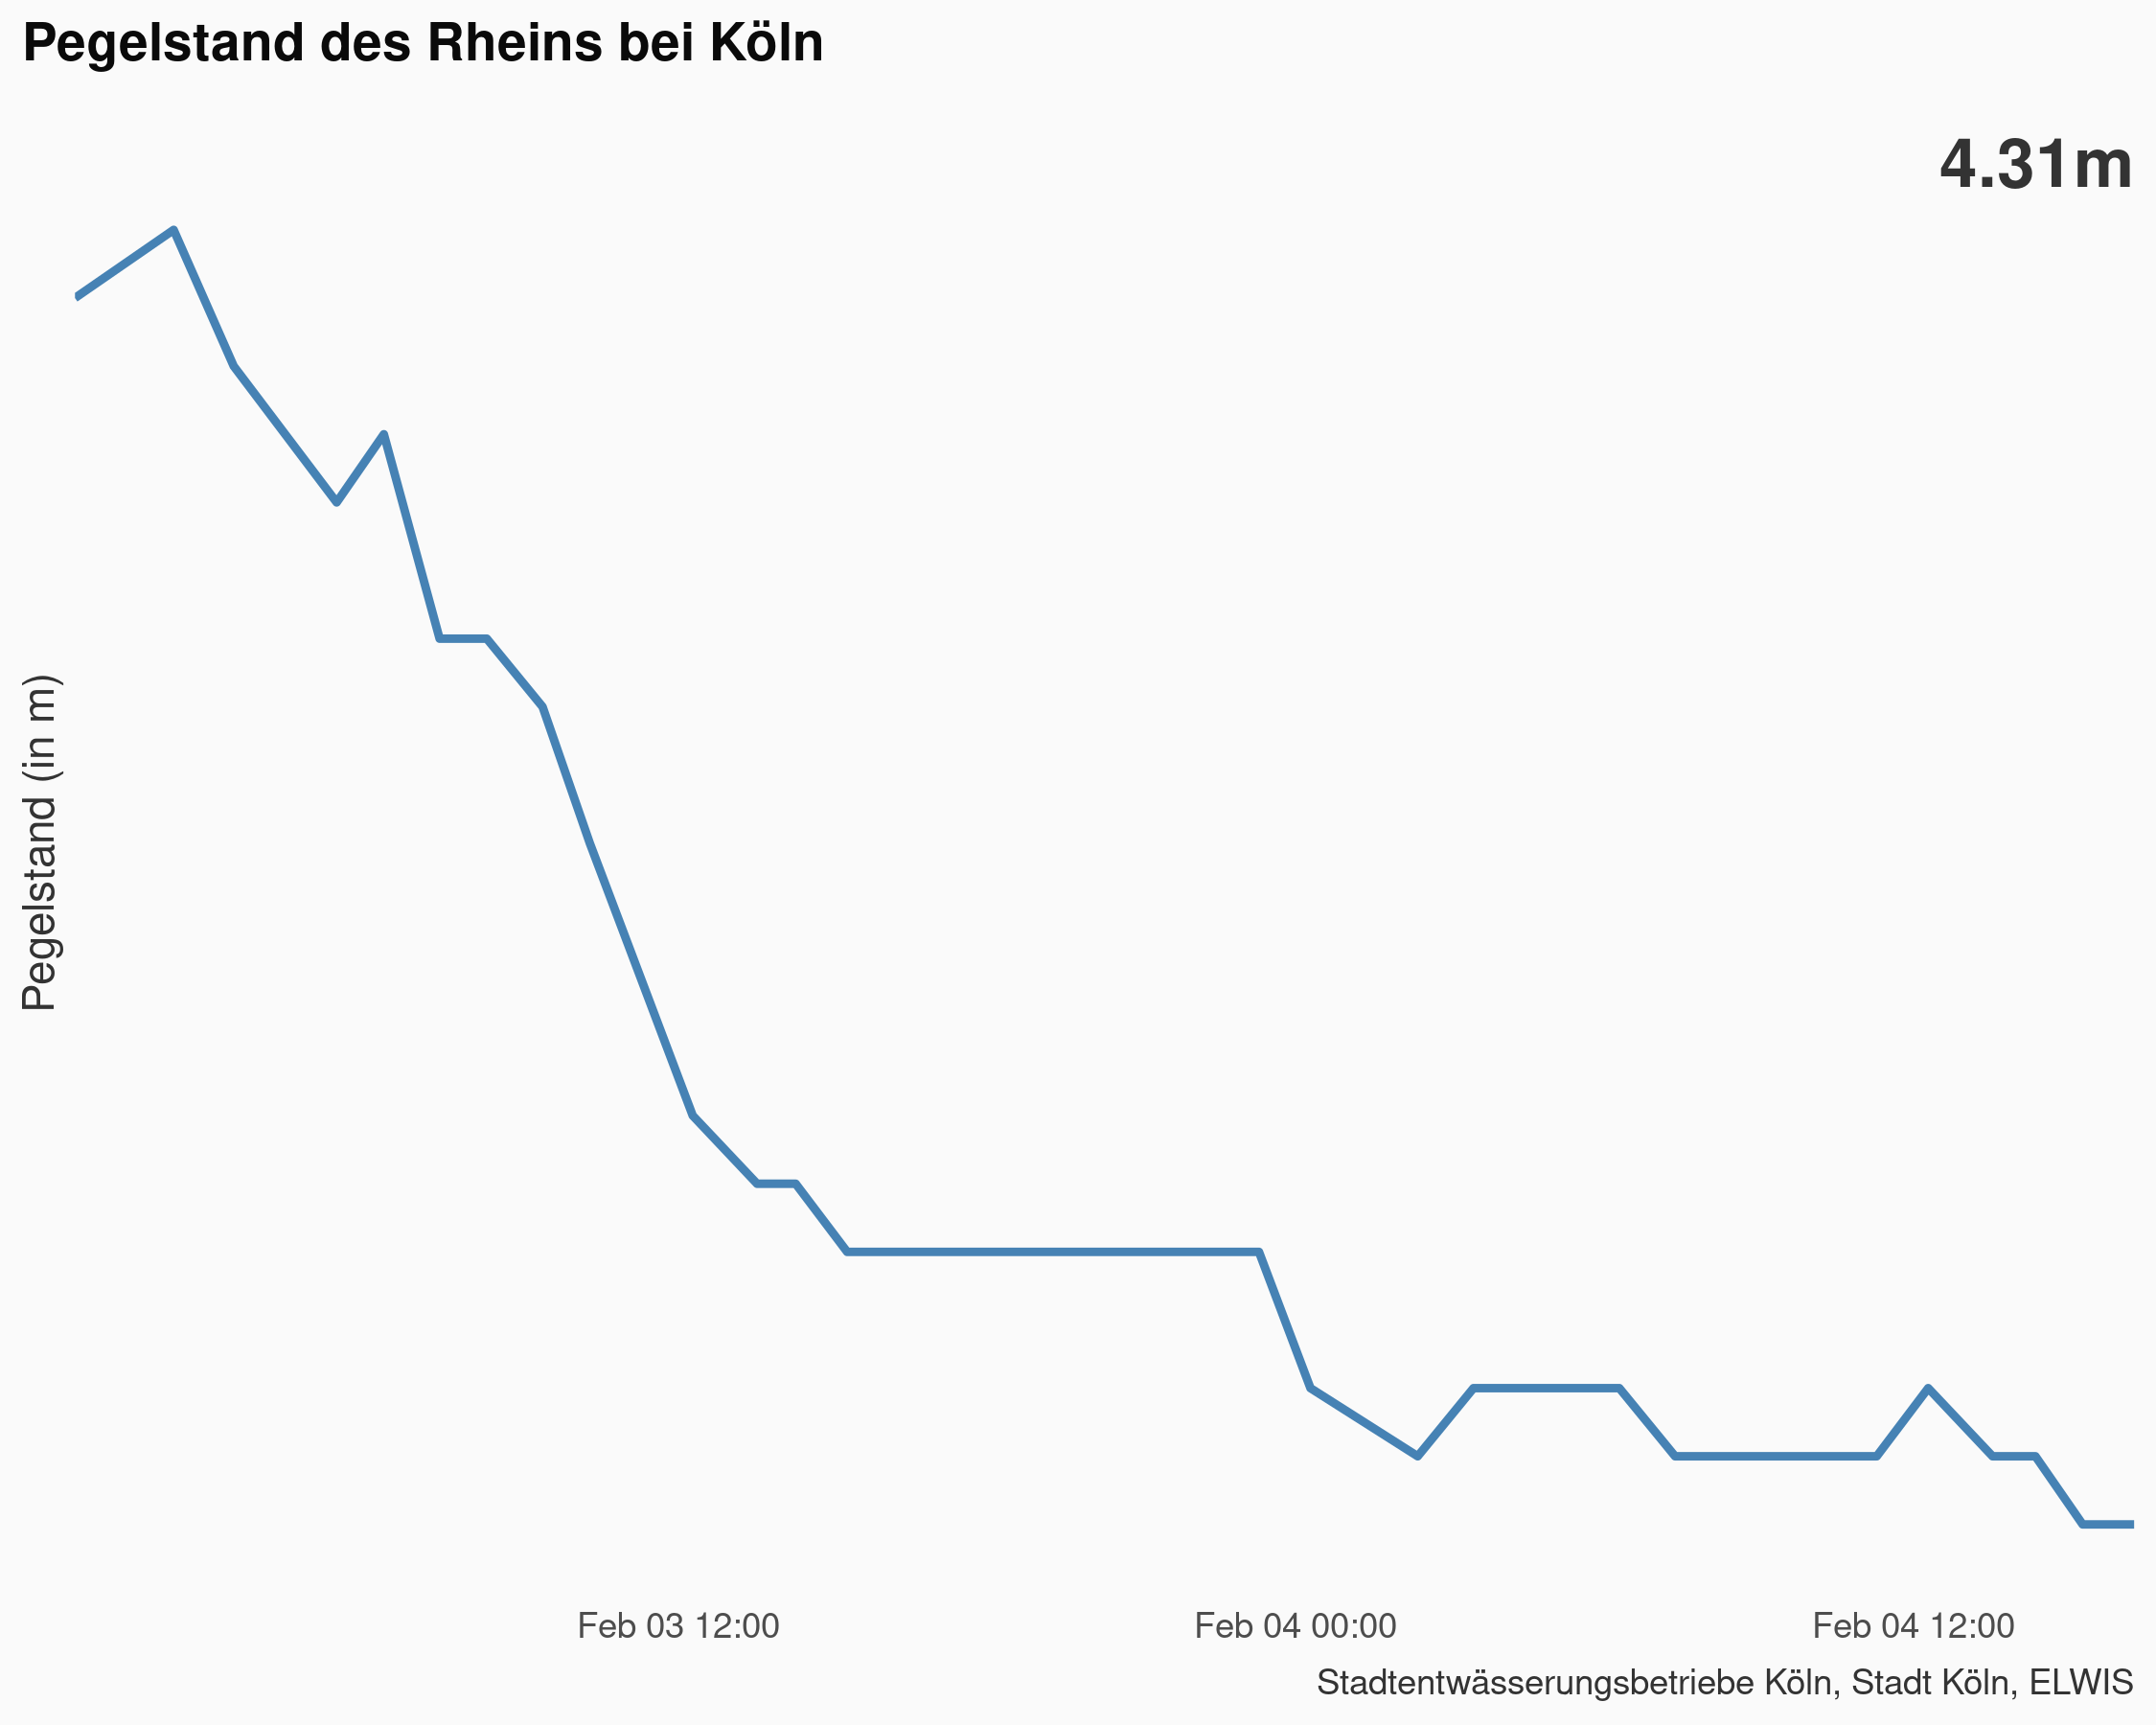 Pegelstand des Rheins bei Köln
4.31m
Pegelstand (in m)
Feb 03 12:00
Feb 04 00:00
Feb 04 12:00
Stadtentwässerungsbetriebe Köln, Stadt Köln, ELWIS